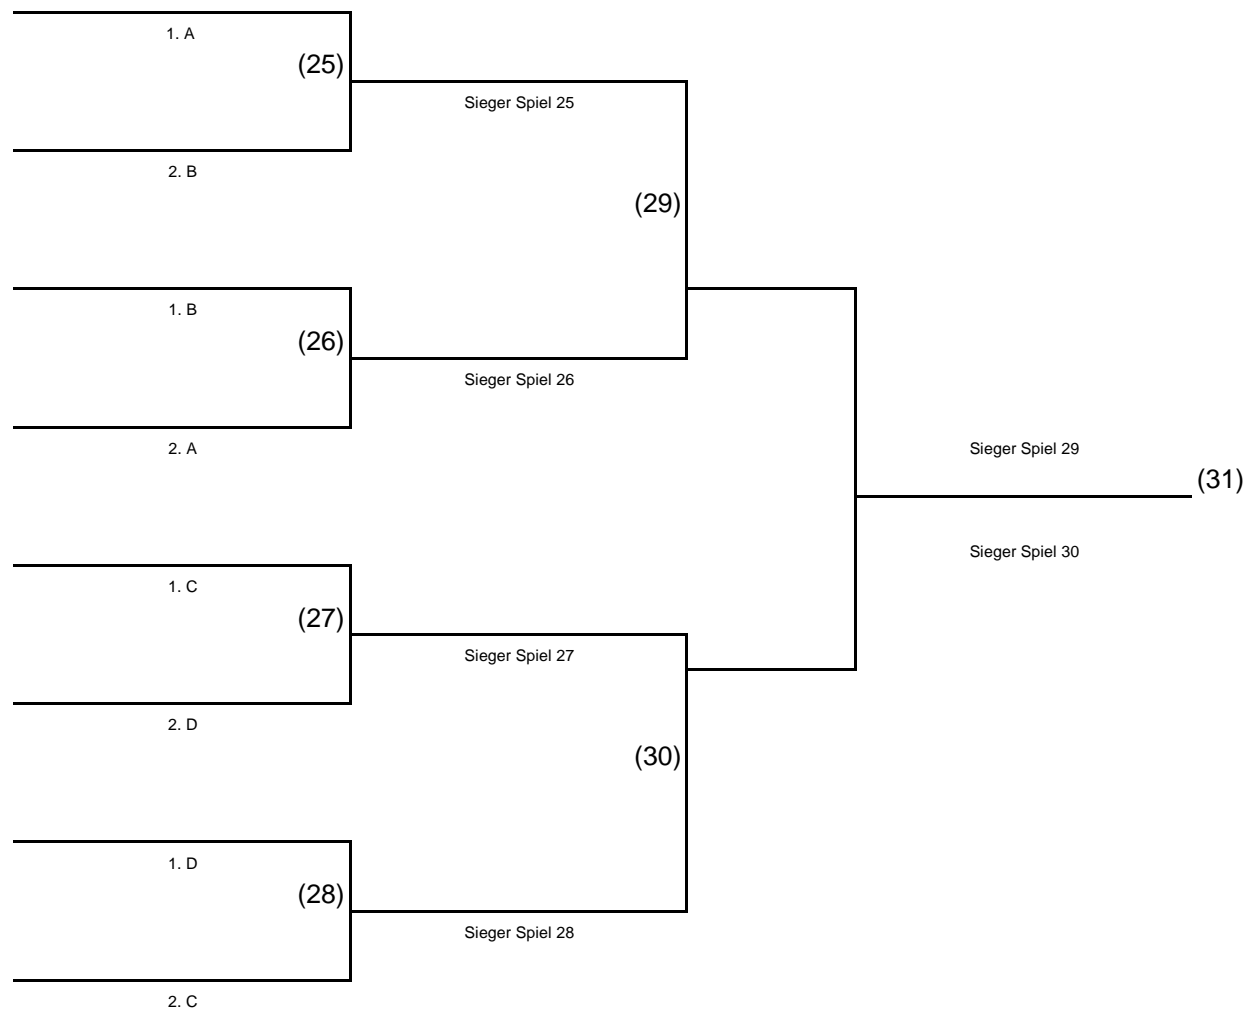 1. A
(25)
Sieger Spiel 25
2. B
(29)
1. B
(26)
Sieger Spiel 26
2. A
Sieger Spiel 29
(31)
Sieger Spiel 30
1. C
(27)
Sieger Spiel 27
2. D
(30)
1. D
(28)
Sieger Spiel 28
2. C